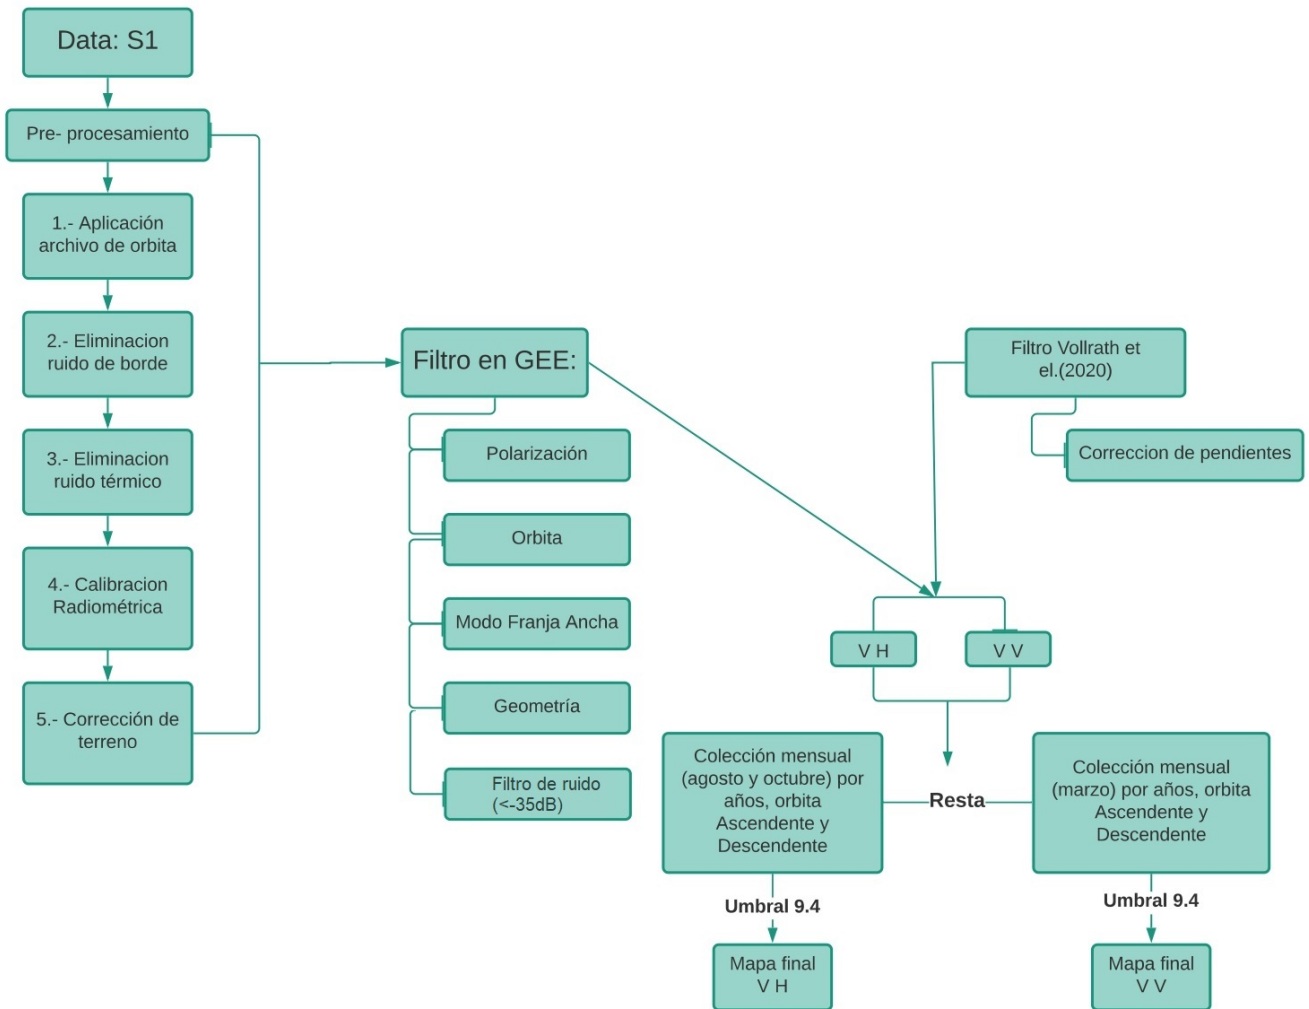 Data: S1
Pre- procesamiento
1.- Aplicación
archivo de orbita
2.- Eliminacion
ruido de borde
3.- Eliminacion
ruido térmico
4.- Calibracion
Radiométrica
5.- Corrección de
terreno
Filtro en GEE:
Polarización
Orbita
Modo Franja Ancha
Geometría
Filtro de ruido
(<-35dB)
Filtro Vollrath et
el.(2020)
Correccion de pendientes
V H
V V
Colección mensual
(agosto y octubre) por
años, orbita
Ascendente y
Descendente
Resta
Colección mensual
(marzo) por años, orbita
Ascendente y
Descendente
Umbral 9.4
Umbral 9.4
Mapa final
V H
Mapa final
V V